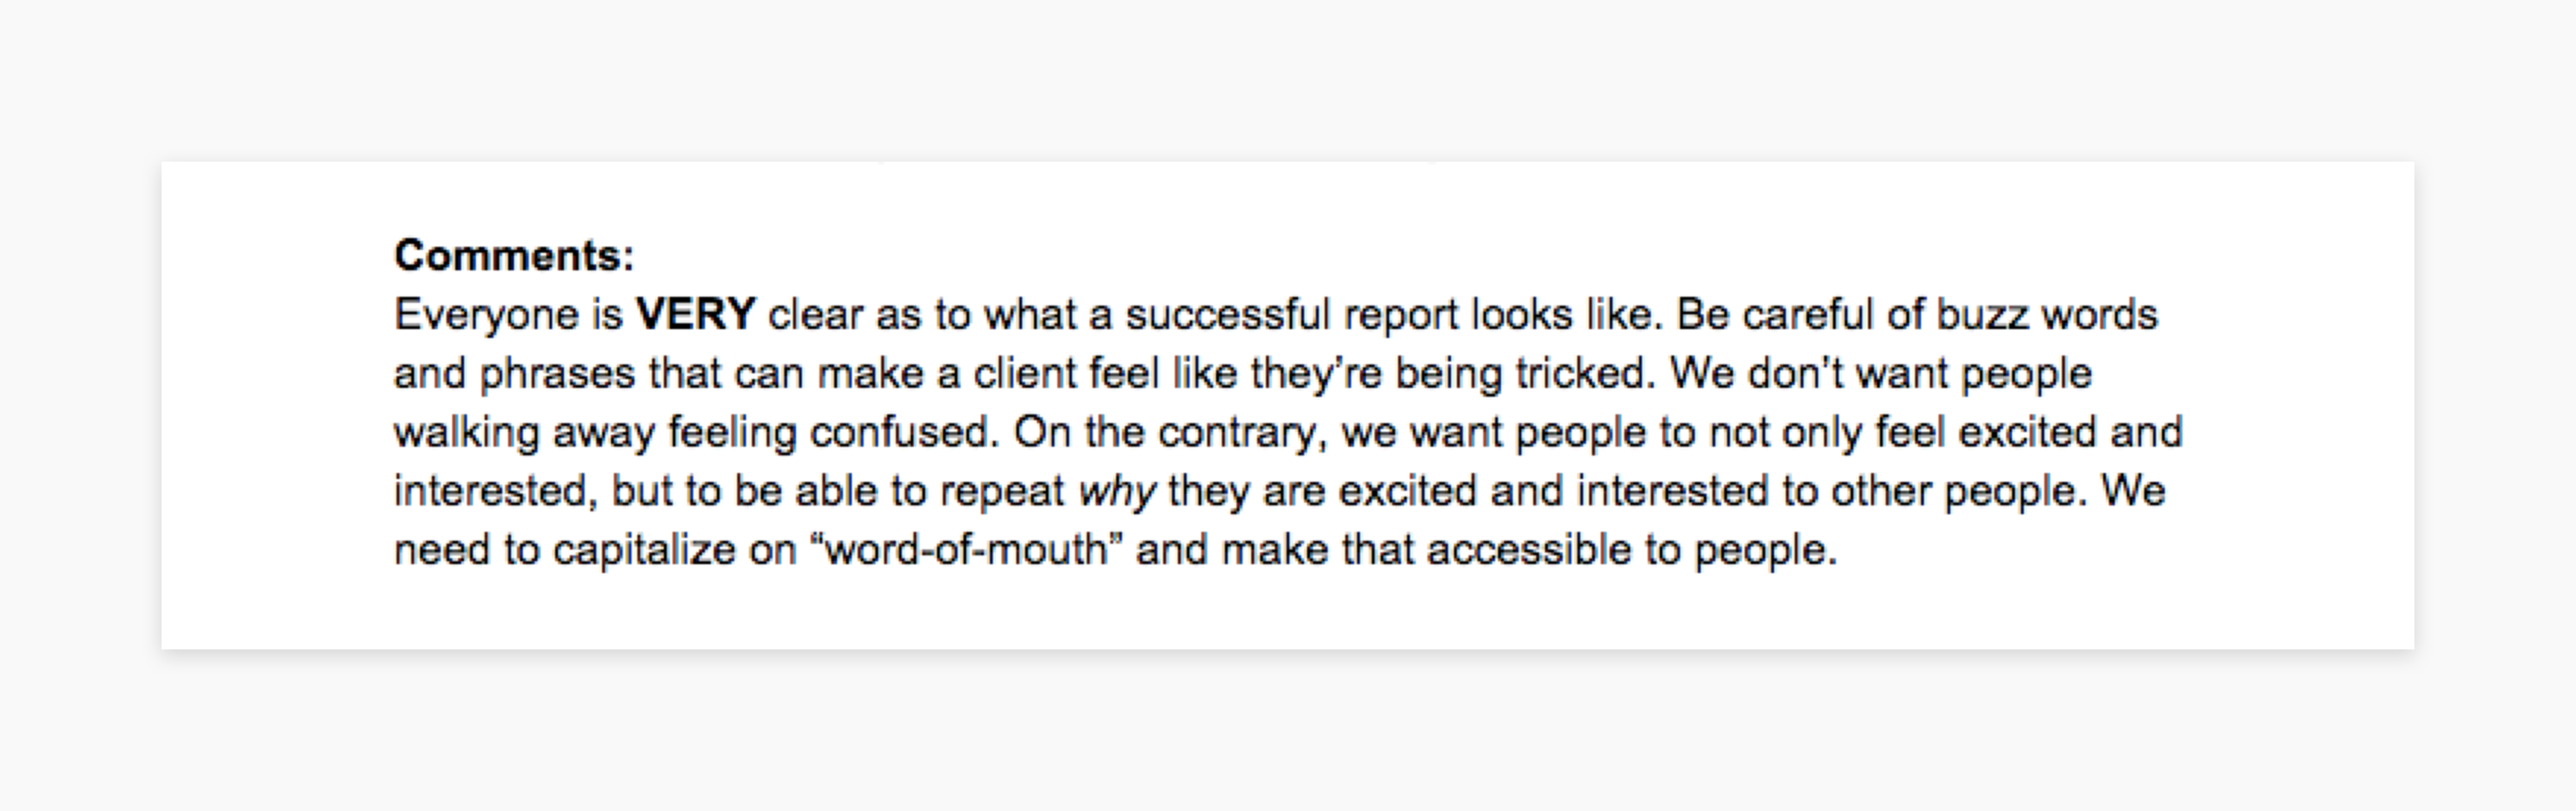 Comments:
Everyone is VERY clear as to what a successful report looks like. Be careful of buzz words
and phrases that can make a client feel like they’re being tricked. We don’t want people
walking away feeling confused. On the contrary, we want people to not only feel excited and
interested, but to be able to repeat why they are excited and interested to other people. We
need to capitalize on “word-of-mouth” and make that accessible to people.